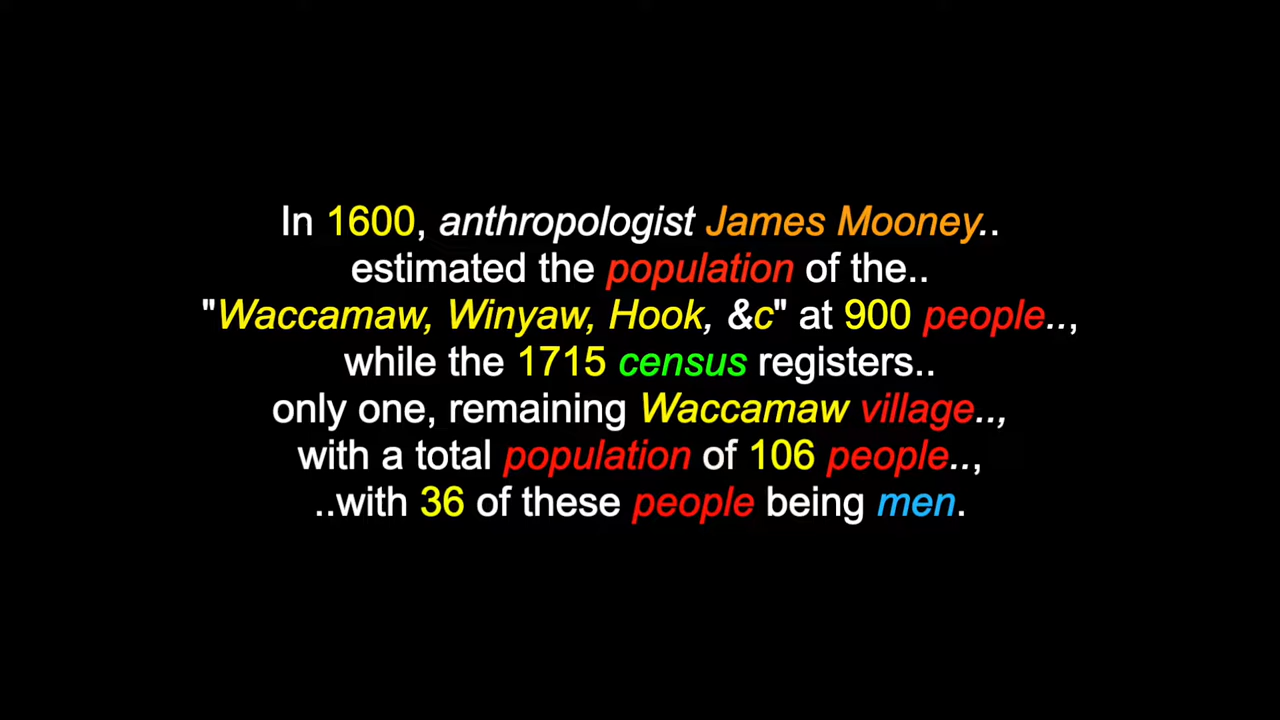 In 1600, anthropologist James Mooney..
estimated the population of the..
"Waccamaw, Winyaw, Hook, &c" at 900 people..,
while the 1715 census registers..
only one, remaining Waccamaw village..,
with a total population of 106 people..,
..with 36 of these people being men.